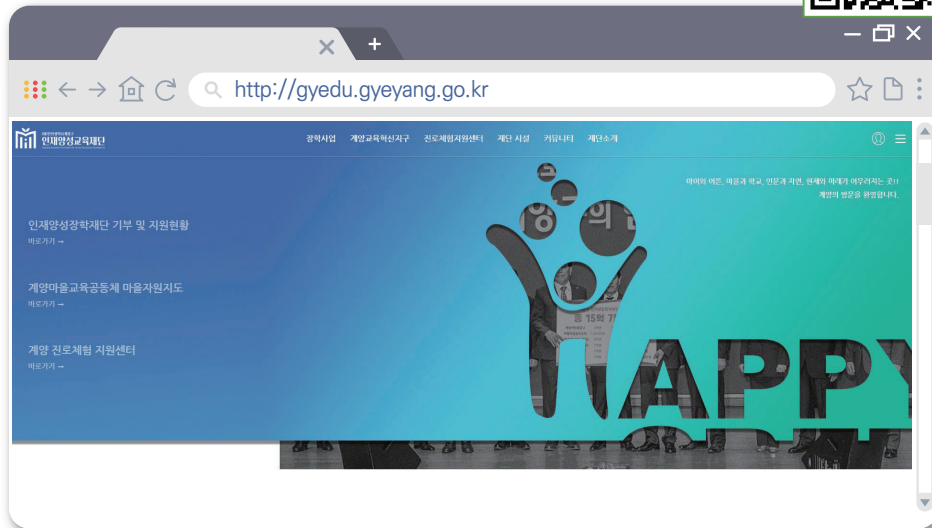 http://gyedu.gyeyang.go.kr
인재양성교육재단
장학사업 계양교육혁신지구 진로체험지원센터 재단 시설 커뮤니티 재단소개
아이와 어른, 마을과 학교, 인문과 자연, 현재와 미래가 어우러지는 곳!!
계양의 방문을 환영합니다.
인재양성장학재단 기부 및 지원현황
바로가기 →
계양마을교육공동체 마을자원지도
바로가기 →
계양 진로체험 지원센터
바로가기 →
총 15억
APPY